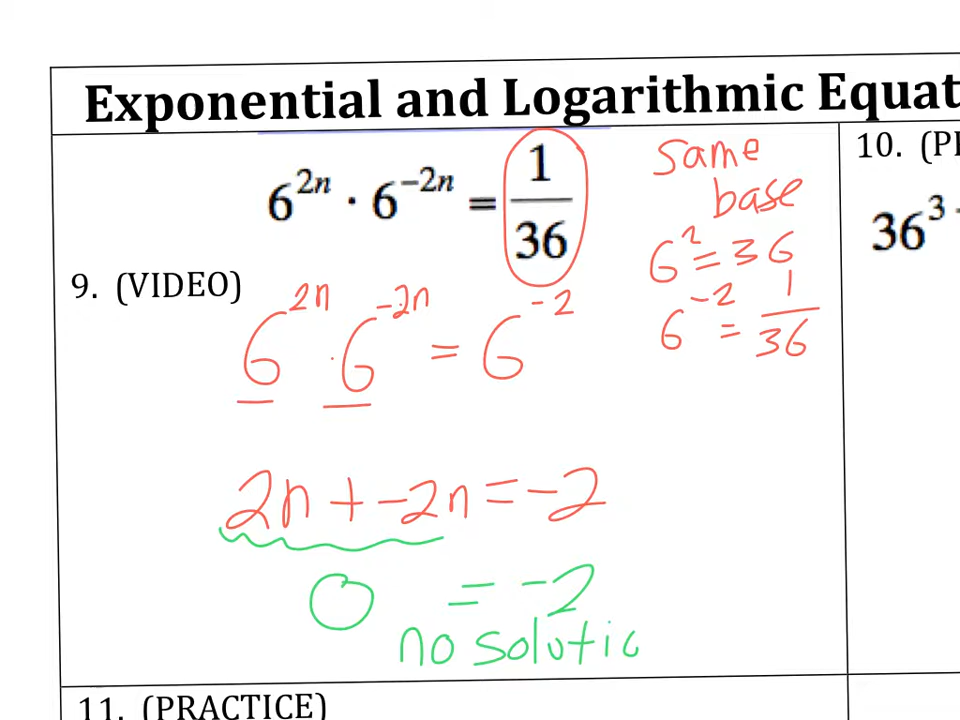 Exponential and Logarithmic Equat
6^{2n} · 6^{-2n} = 1/36
same
base
6^2 = 36
6^{-2} = 1/36
9. (VIDEO)
6^{2n} · 6^{-2n} = 6^{-2}
2n + -2n = -2
0 = -2
no solutio
10. (P
36^3
11. (PRACTICE)